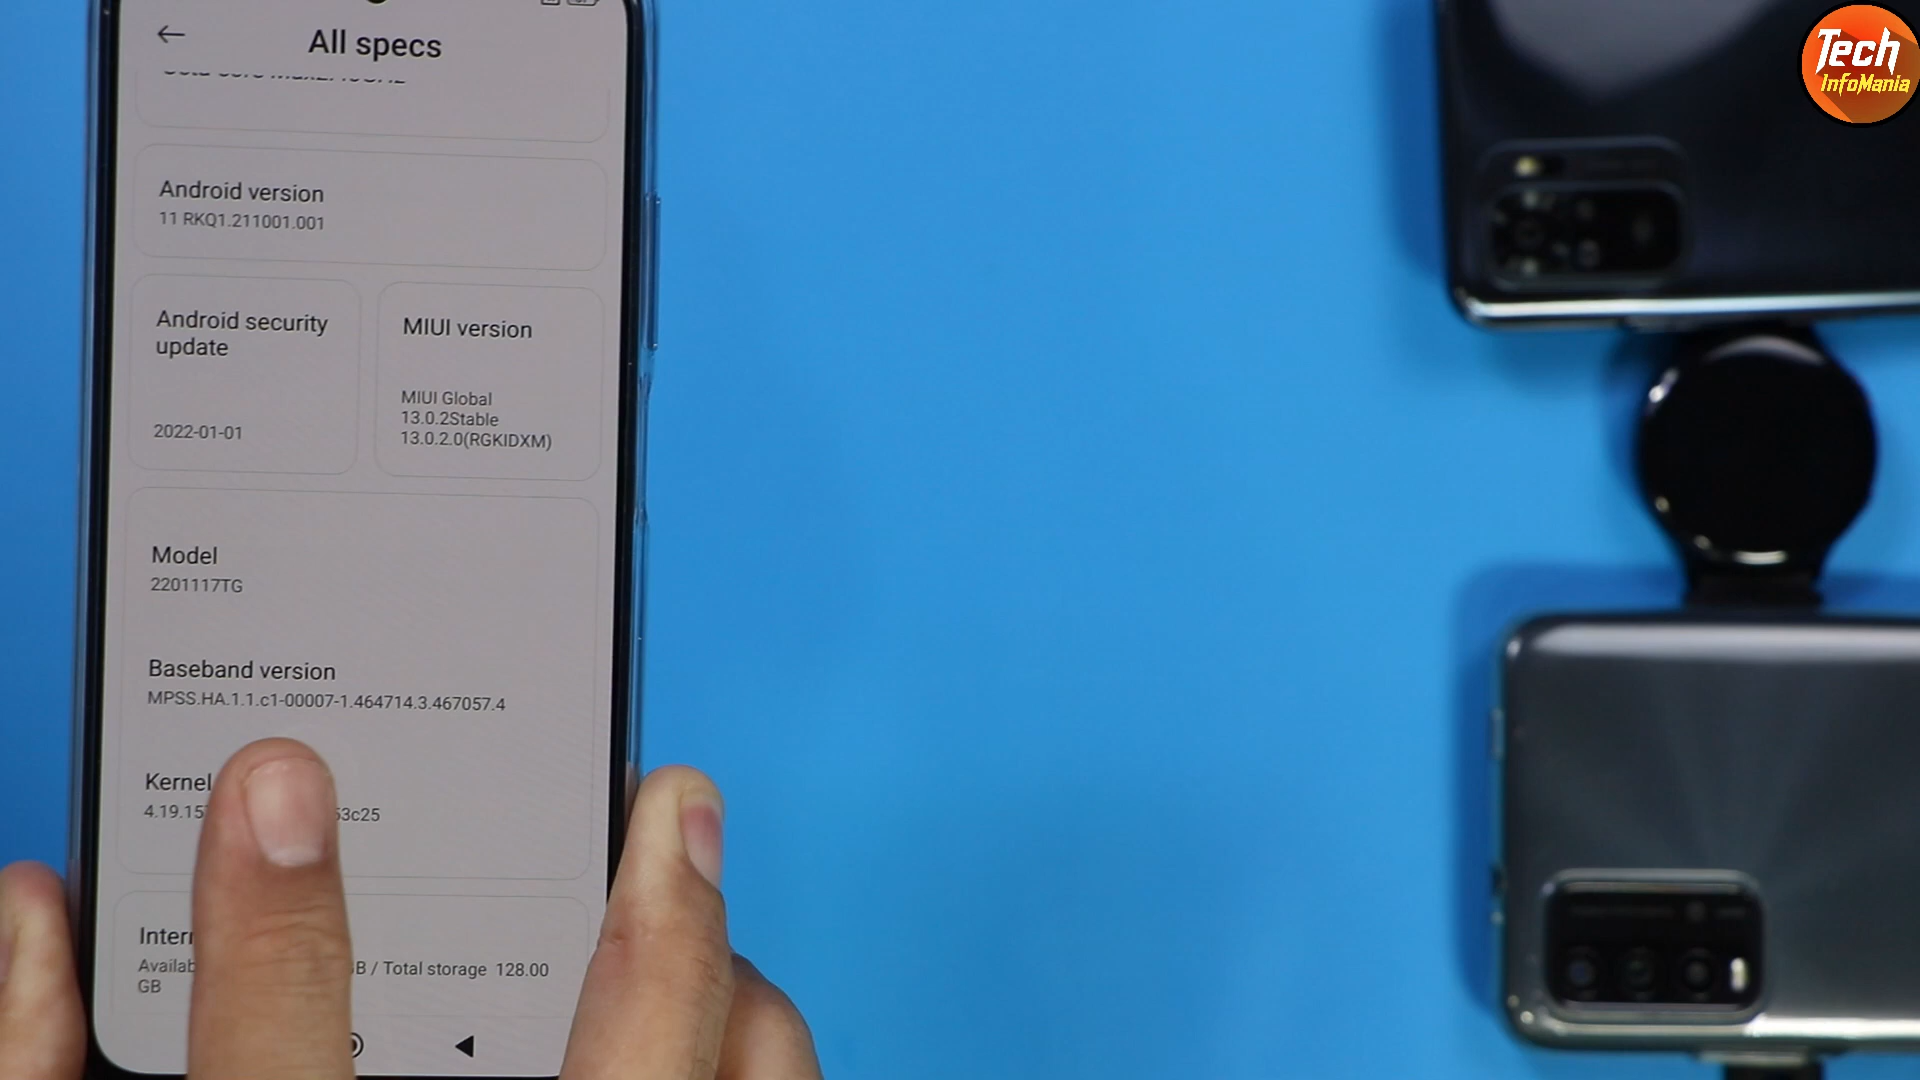 Tech
InfoMania
All specs
Android version
11 RKQ1.211001.001
Android security
update
2022-01-01
MIUI version
MIUI Global
13.0.2Stable
13.0.2.0(RGKIDXM)
Model
2201117TG
Baseband version
MPSS.HA.1.1.c1-00007-1.464714.3.467057.4
Kernel
/ Total storage 128.00
GB